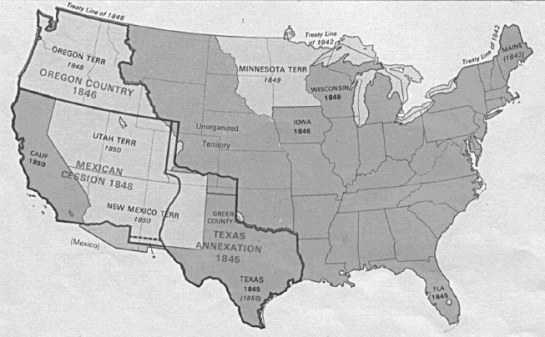 Treaty Line of 1846
OREGON TERR
1848
OREGON COUNTRY
1846
Treaty Line
of 1842
MINNESOTA TERR
1849
Treaty Line of 1842
MAINE
(1842)
WISCONSIN
1848
IOWA
1846
Unorganized
Territory
UTAH TERR
1850
CALIF
1850
MEXICAN
CESSION 1848
NEW MEXICO TERR
1850
(Mexico)
GREER
COUNTY
TEXAS
ANNEXATION
1845
TEXAS
1845
(1850)
FLA
1845